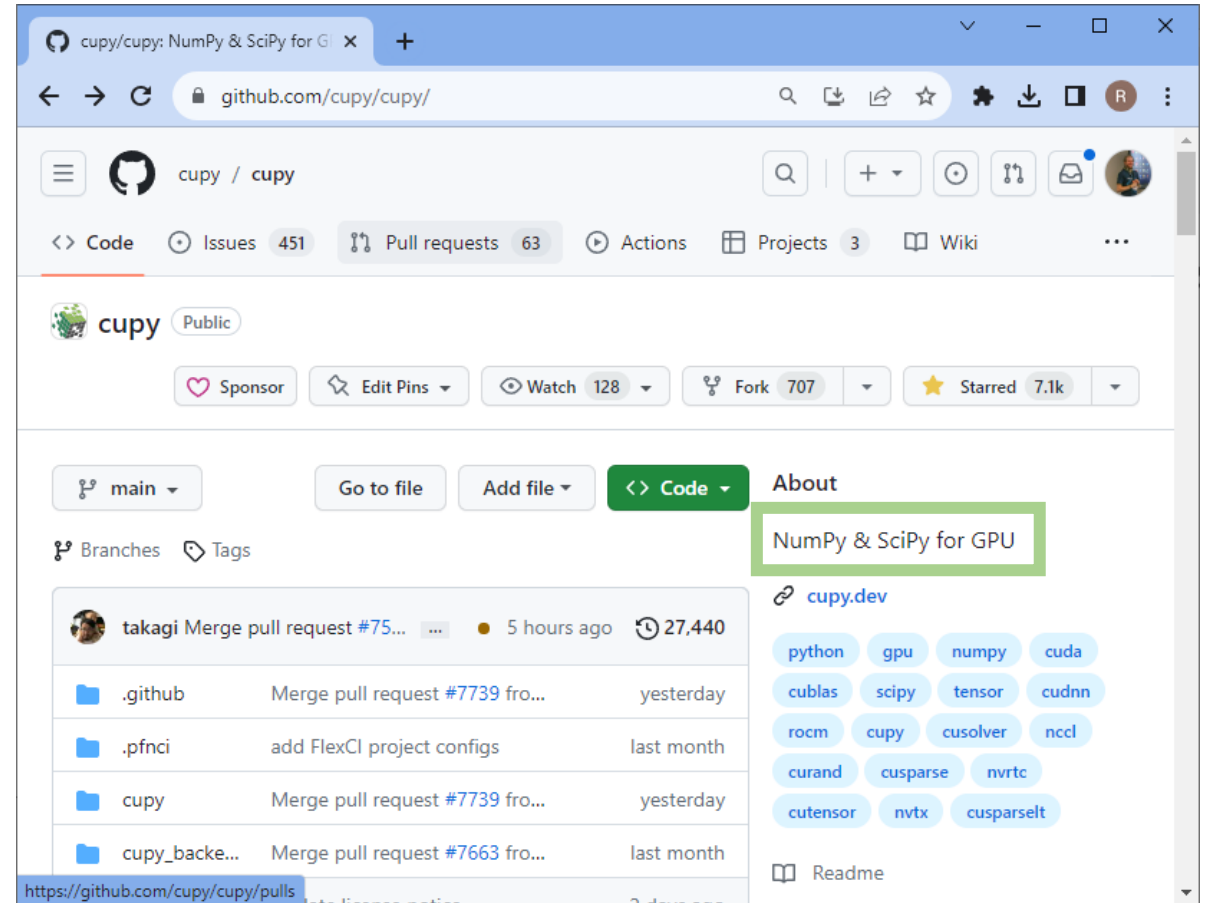 cupy/cupy: NumPy & SciPy for G
github.com/cupy/cupy/
R
cupy / cupy
Code Issues 451 Pull requests 63 Actions Projects 3 Wiki
cupy Public
Sponsor Edit Pins Watch 128 Fork 707 Starred 7.1k
main Go to file Add file Code
Branches Tags
takagi Merge pull request #75... ... 5 hours ago 27,440
.github Merge pull request #7739 fro... yesterday
.pfnci add FlexCI project configs last month
cupy Merge pull request #7739 fro... yesterday
cupy_backe... Merge pull request #7663 fro... last month
About
NumPy & SciPy for GPU
cupy.dev
python gpu numpy cuda
cublas scipy tensor cudnn
rocm cupy cusolver nccl
curand cusparse nvrtc
cutensor nvtx cusparselt
Readme
https://github.com/cupy/cupy/pulls